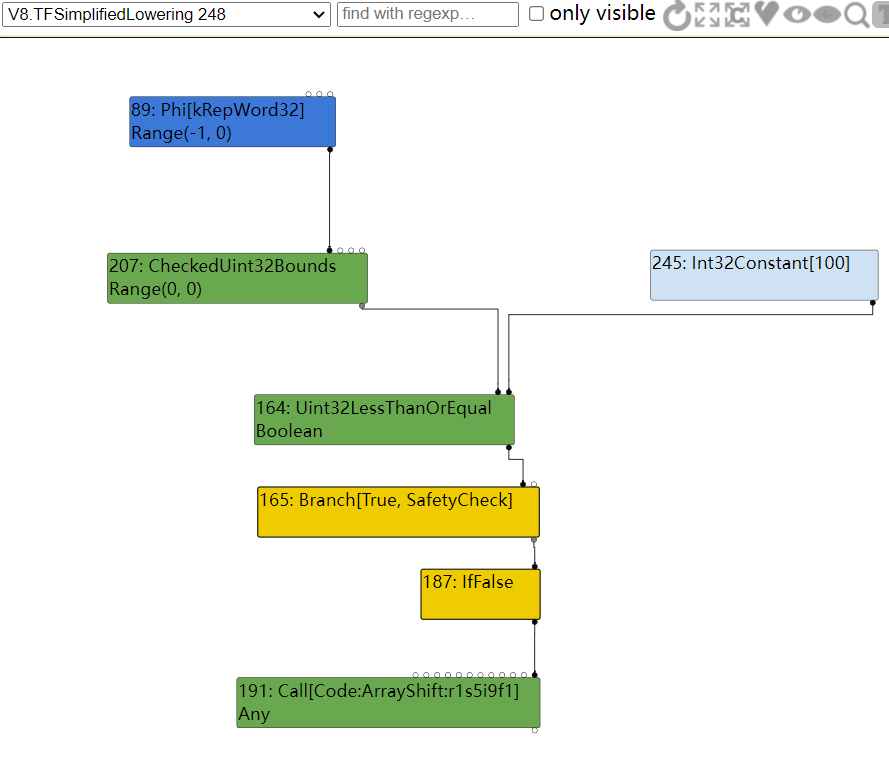 V8.TFSimplifiedLowering 248
find with regexp…
only visible
89: Phi[kRepWord32]
Range(-1, 0)
207: CheckedUint32Bounds
Range(0, 0)
245: Int32Constant[100]
164: Uint32LessThanOrEqual
Boolean
165: Branch[True, SafetyCheck]
187: IfFalse
191: Call[Code:ArrayShift:r1s5i9f1]
Any